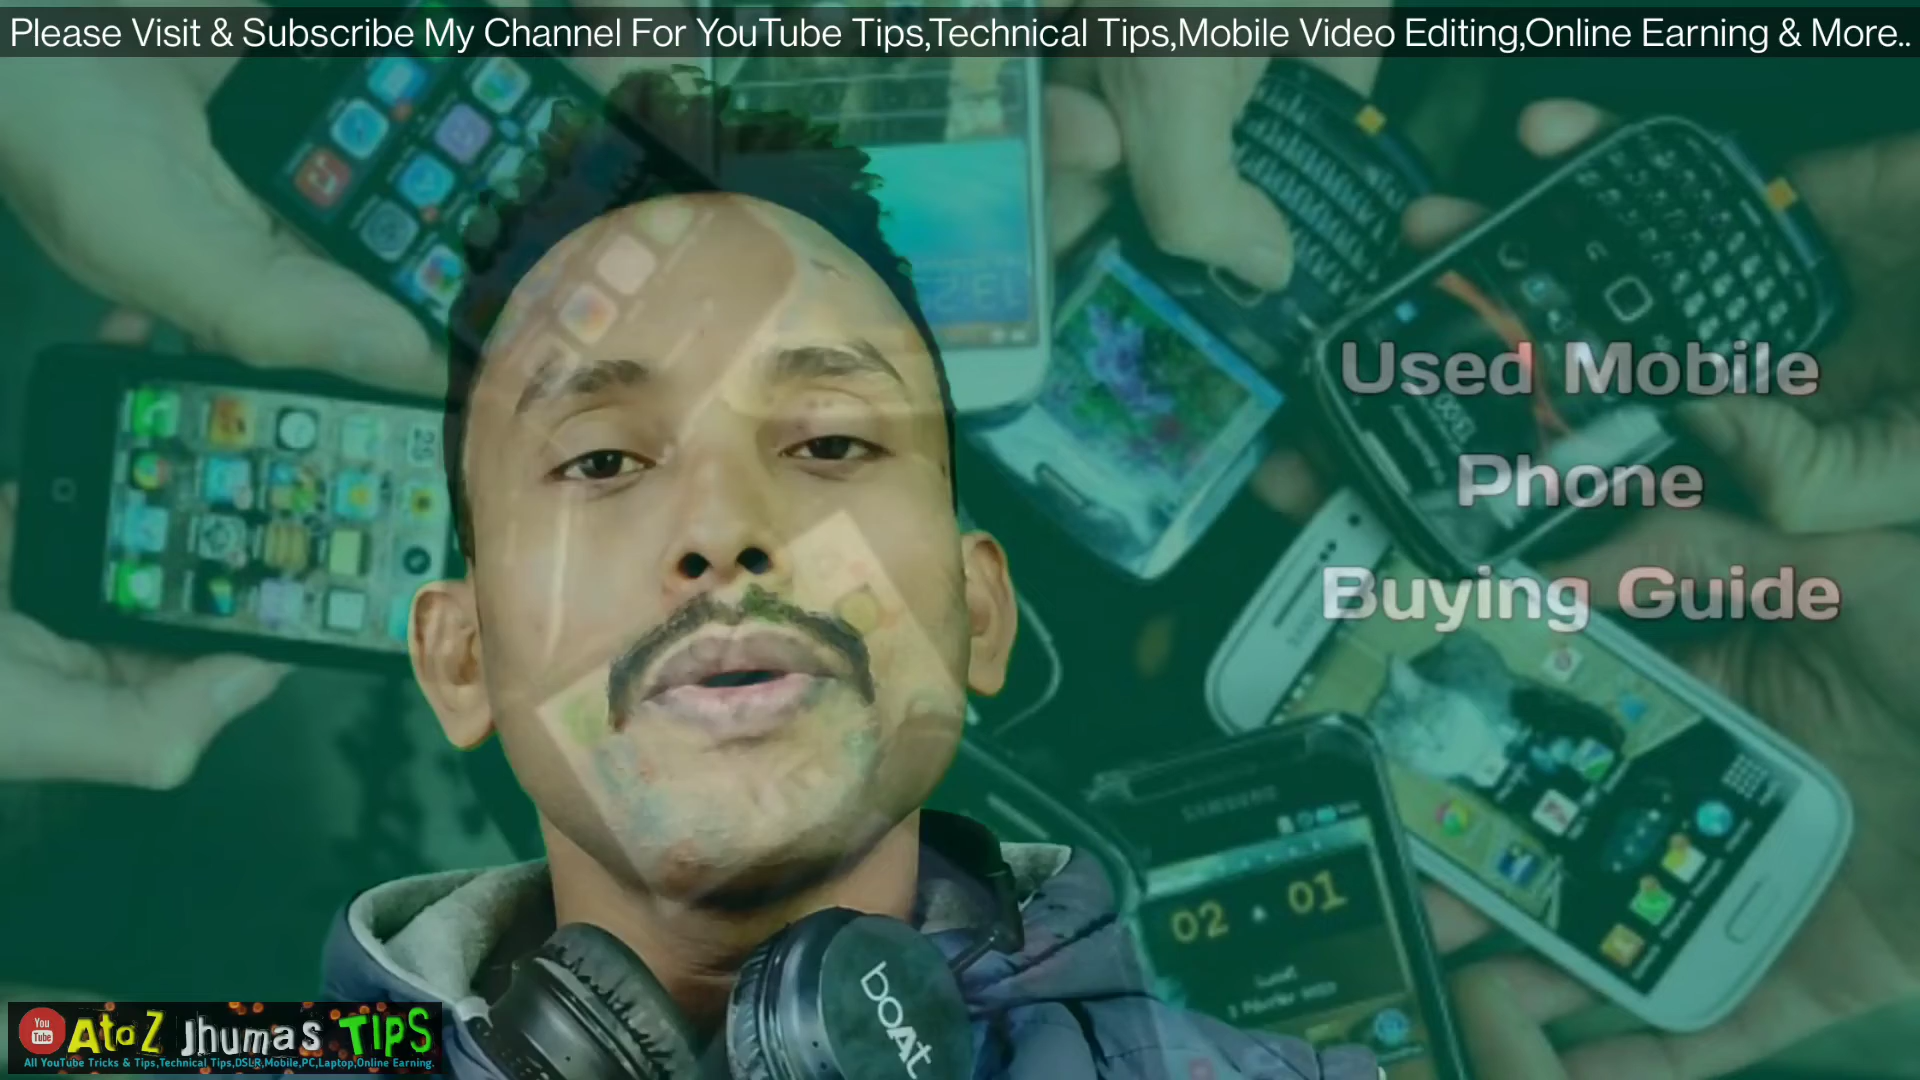 Please Visit & Subscribe My Channel For YouTube Tips,Technical Tips,Mobile Video Editing,Online Earning & More..
Used Mobile
Phone
Buying Guide
SAMSUNG
02 01
boAt
You
Tube
AtoZ Jhumas TIPS
All YouTube Tricks & Tips,Technical Tips,DSLR,Mobile,PC,Laptop,Online Earning.